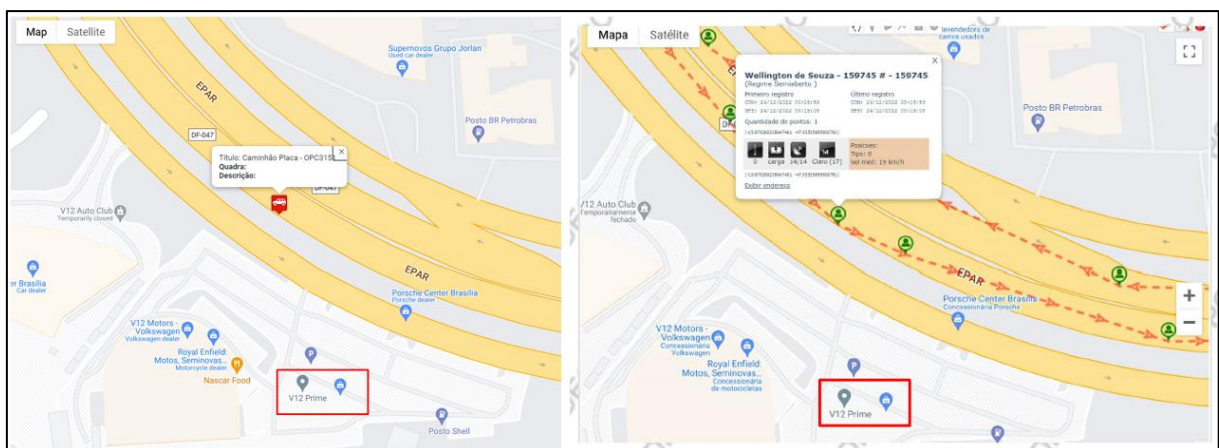 Map Satellite
Supernovos Grupo Jorlan
Used car dealer
EPAR
Posto BR Petrobras
DF-047
Título: Caminhão Placa - OPC315
Quadra:
Descrição:
DF-047
V12 Auto Club
Temporarily closed
EPAR
er Brasília
Car dealer
Porsche Center Brasília
Porsche dealer
V12 Motors -
Volkswagen
Volkswagen dealer
Royal Enfield:
Motos, Seminovas...
Motorcycle dealer
Nascar Food
V12 Prime
Posto Shell
Mapa Satélite
Revendedora de
carros usados
Wellington de Souza - 159745 # - 159745
(Regime Semiaberto )
Primeiro registro Último registro
Quantidade de pontos: 1
0 carga 14/14 Claro (17)
Posicoes:
Tipo: 0
Vel med: 19 km/h
Exibir endereço
Posto BR Petrobras
V12 Auto Club
Temporariamente
fechado
EPAR
Porsche Center Brasília
Concessionária Porsche
V12 Motors -
Volkswagen
Concessionária
Volkswagen
Royal Enfield:
Motos, Seminovas...
Concessionária
de motocicletas
V12 Prime